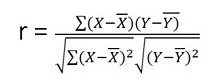 r = ∑(X−X̅)(Y−Y̅) / √∑(X−X̅)² √(Y−Y̅)²